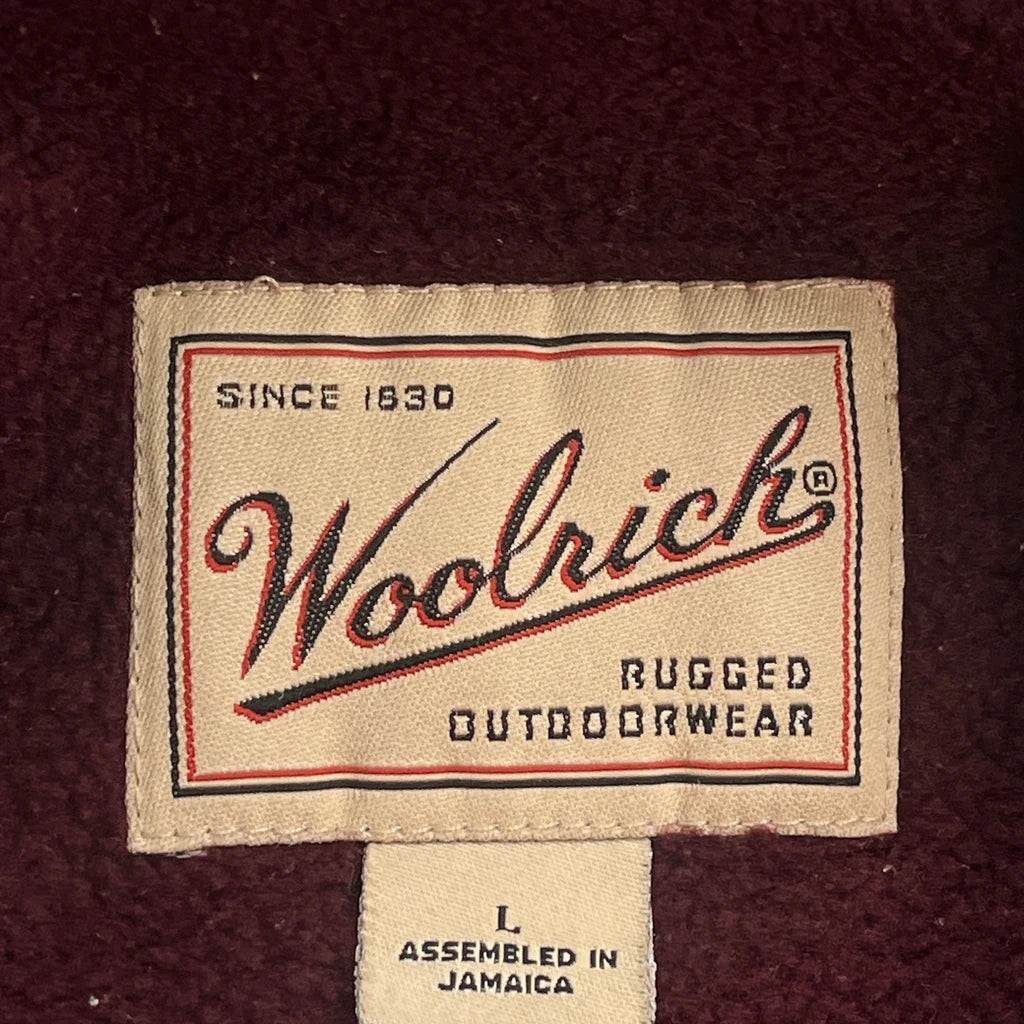 SINCE 1830
Woolrich®
RUGGED
OUTDOORWEAR
L
ASSEMBLED IN
JAMAICA